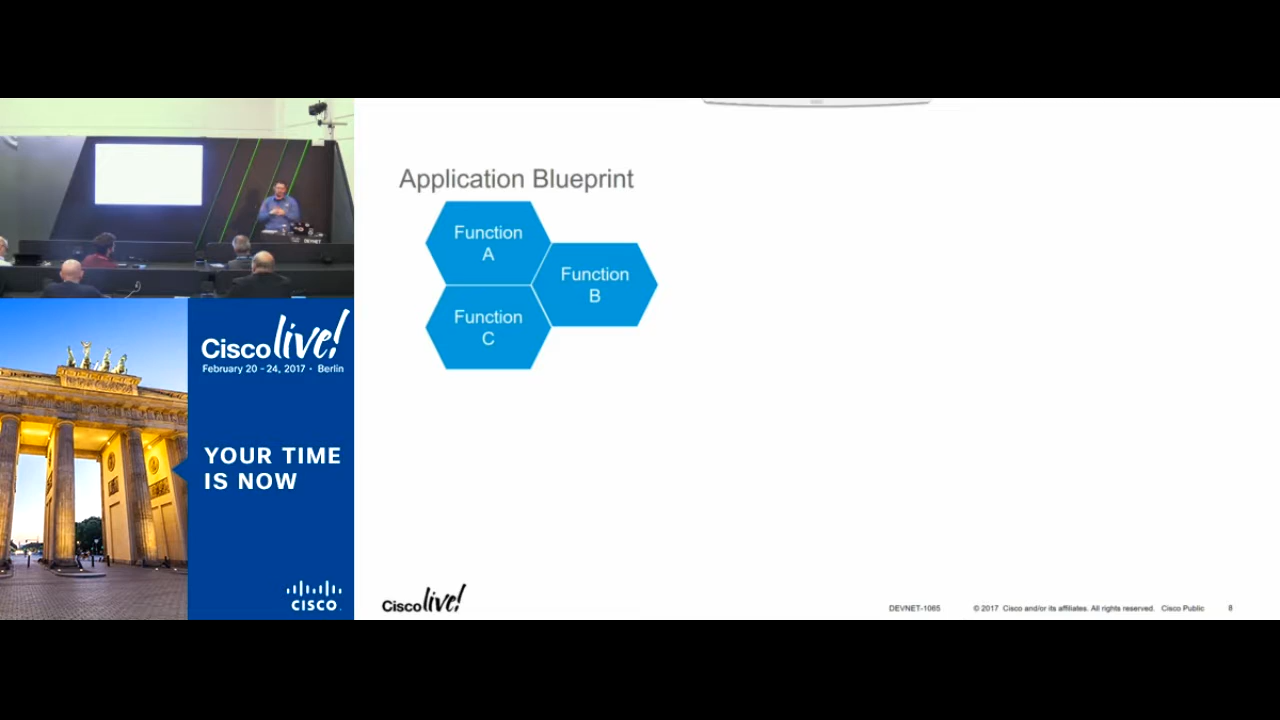 DEVNET
Cisco live!
February 20 - 24, 2017 • Berlin
YOUR TIME
IS NOW
CISCO.
Application Blueprint
Function
A
Function
B
Function
C
Cisco live!
DEVNET-1065
© 2017 Cisco and/or its affiliates. All rights reserved.
Cisco Public
8